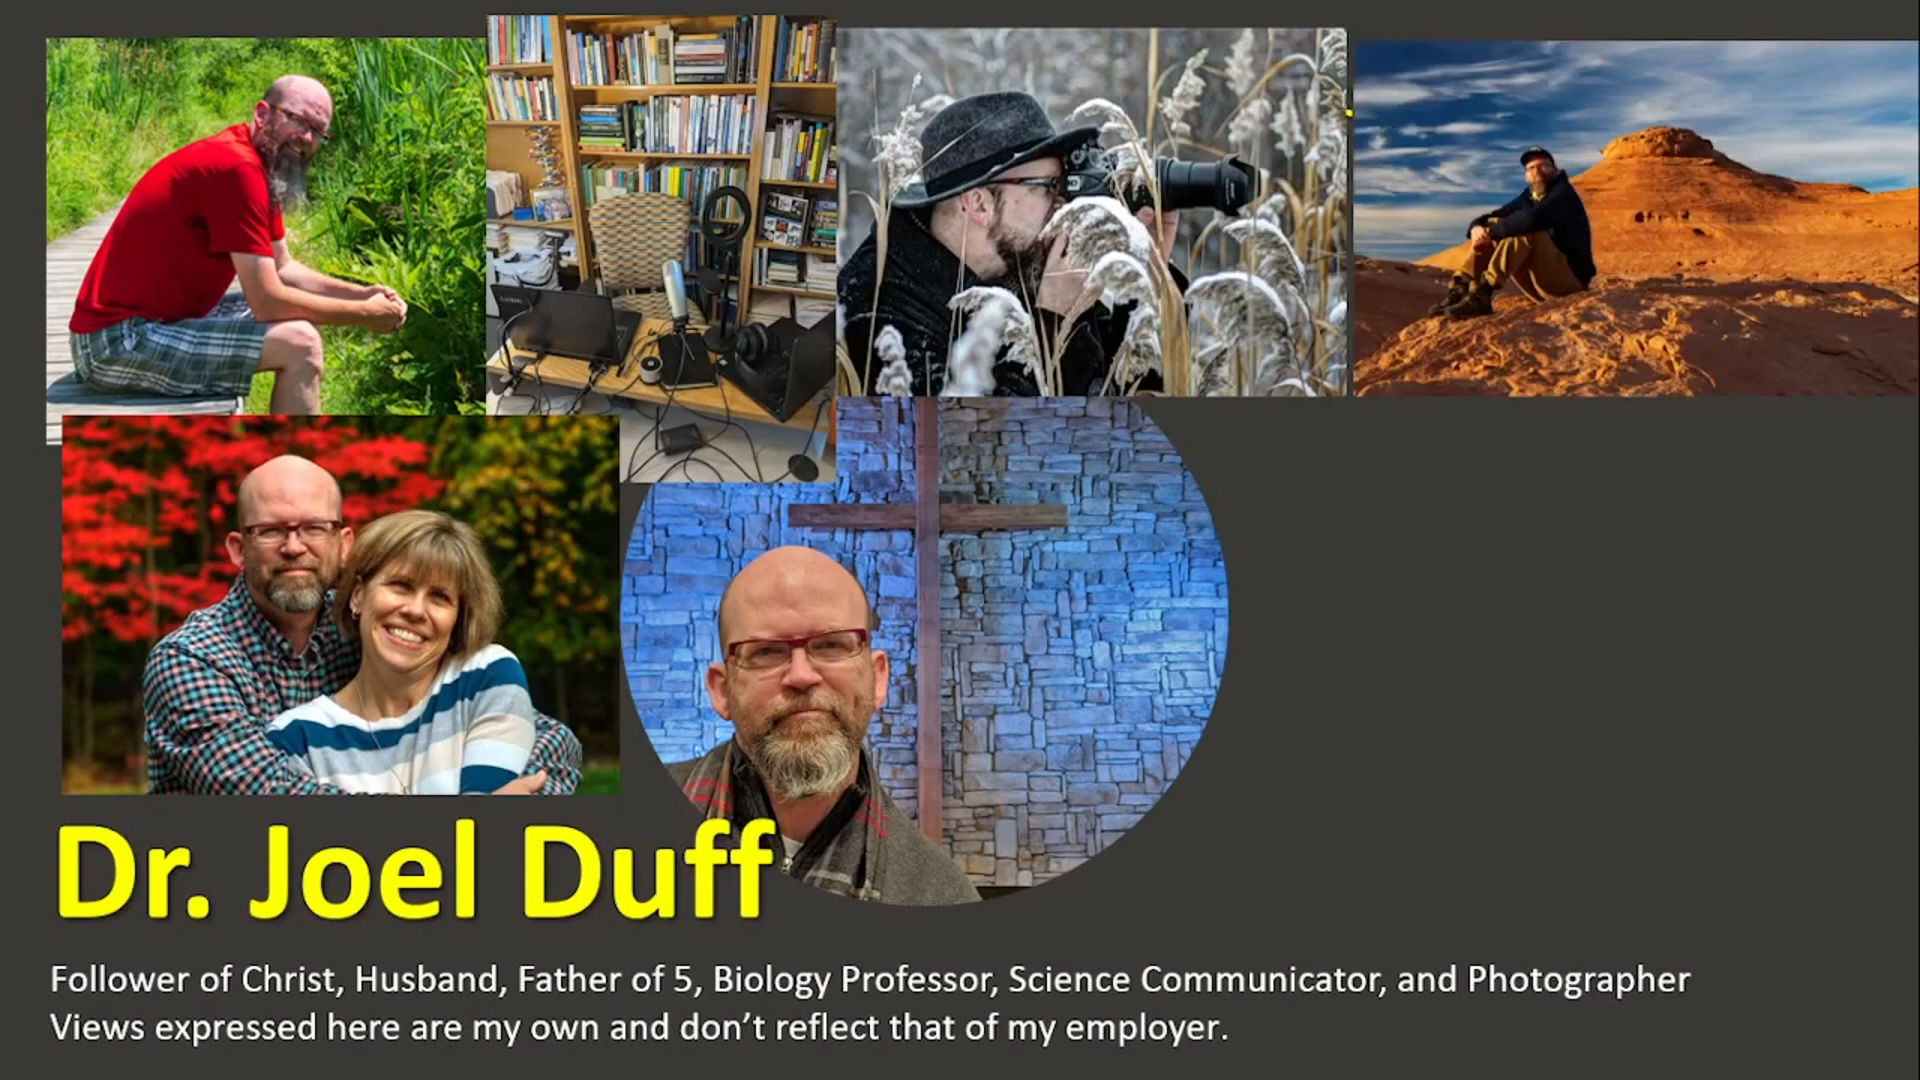 Dr. Joel Duff
Follower of Christ, Husband, Father of 5, Biology Professor, Science Communicator, and Photographer
Views expressed here are my own and don’t reflect that of my employer.